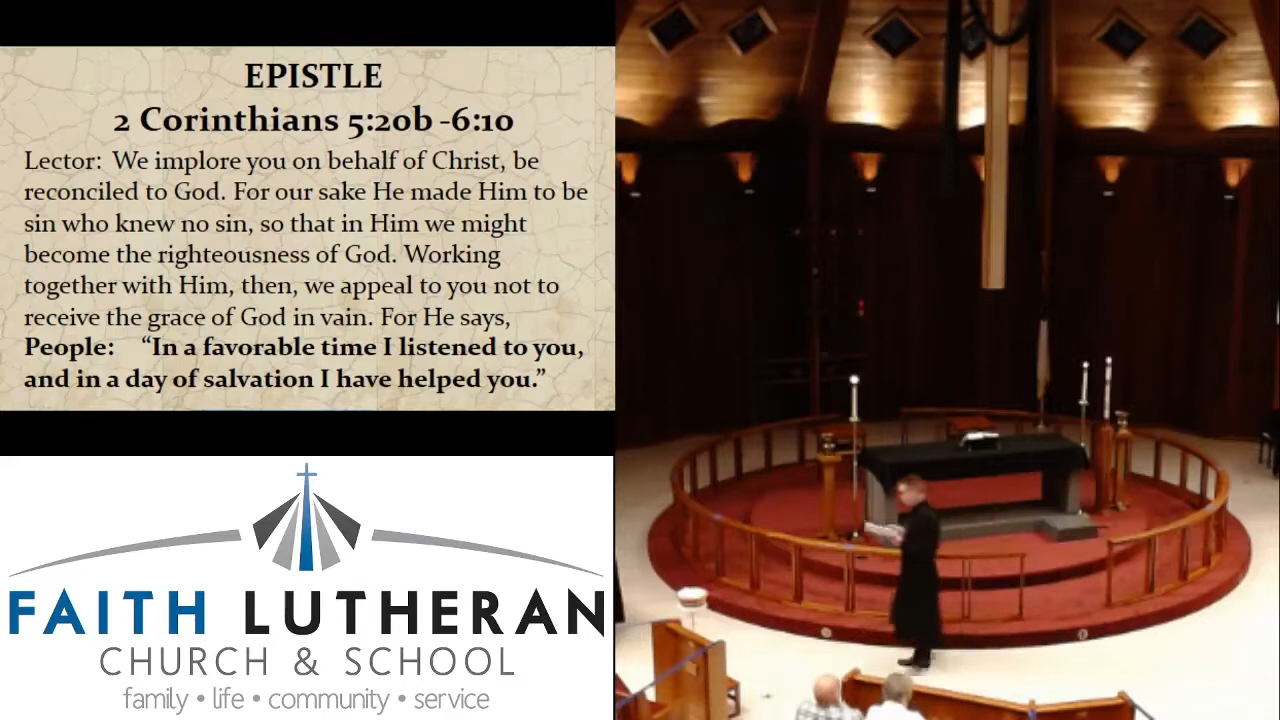 EPISTLE
2 Corinthians 5:20b -6:10
Lector: We implore you on behalf of Christ, be
reconciled to God. For our sake He made Him to be
sin who knew no sin, so that in Him we might
become the righteousness of God. Working
together with Him, then, we appeal to you not to
receive the grace of God in vain. For He says,
People: “In a favorable time I listened to you,
and in a day of salvation I have helped you.”
FAITH LUTHERAN
CHURCH & SCHOOL
family • life • community • service